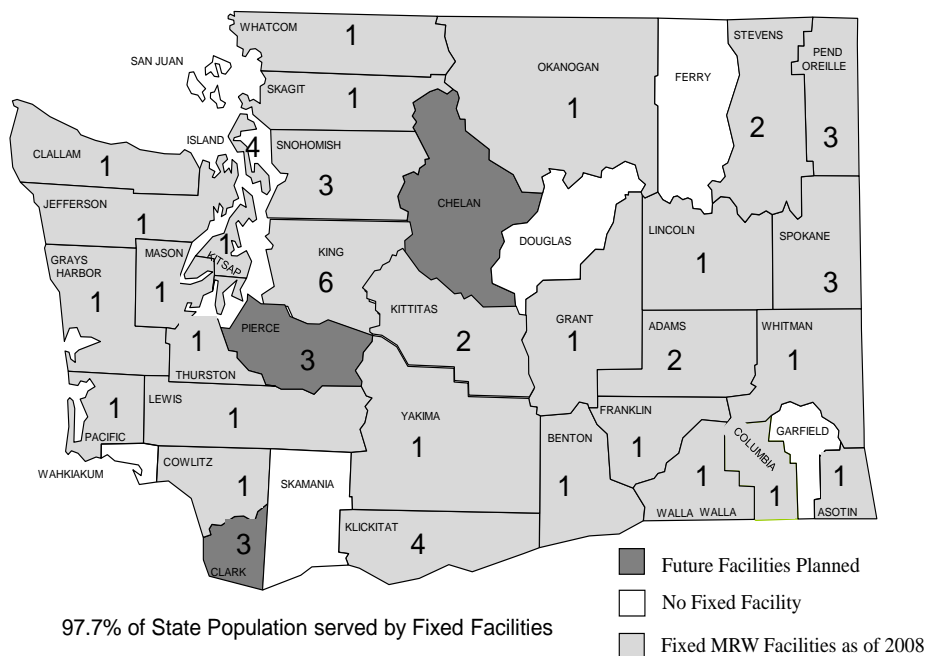 WHATCOM
1
STEVENS
SAN JUAN
OKANOGAN
FERRY
PEND
OREILLE
SKAGIT
1
1
2
3
ISLAND
4
SNOHOMISH
3
CLALLAM
1
JEFFERSON
1
CHELAN
LINCOLN
1
SPOKANE
3
DOUGLAS
GRAYS
HARBOR
1
MASON
1
1
KITSAP
KING
6
KITTITAS
2
GRANT
1
ADAMS
2
WHITMAN
1
PIERCE
3
1
THURSTON
1
PACIFIC
LEWIS
1
YAKIMA
1
FRANKLIN
1
BENTON
1
COLUMBIA
1
GARFIELD
WAHKIAKUM
COWLITZ
1
SKAMANIA
1
WALLA WALLA
1
ASOTIN
3
CLARK
KLICKITAT
4
Future Facilities Planned
No Fixed Facility
Fixed MRW Facilities as of 2008
97.7% of State Population served by Fixed Facilities